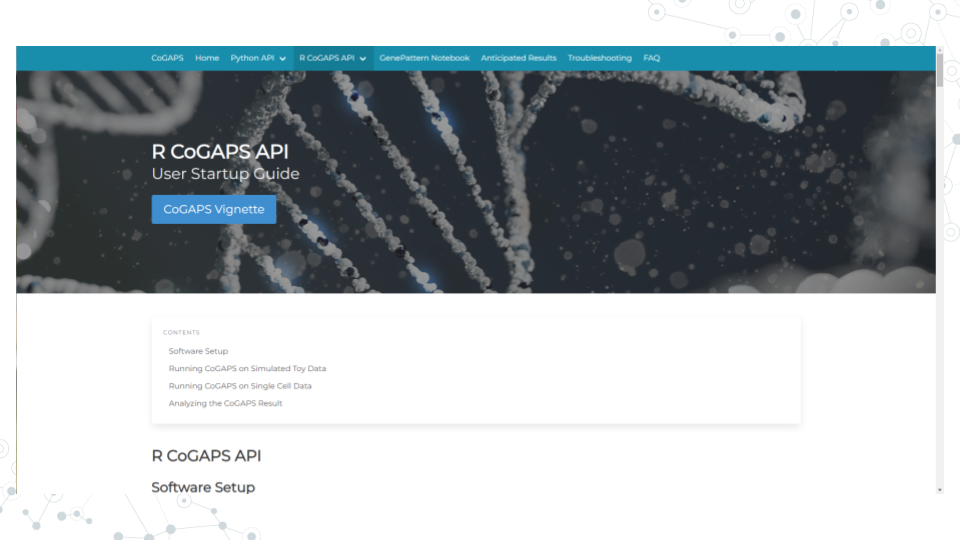 CoGAPS Home Python API R CoGAPS API GenePattern Notebook Anticipated Results Troubleshooting FAQ
R CoGAPS API
User Startup Guide
CoGAPS Vignette
CONTENTS
Software Setup
Running CoGAPS on Simulated Toy Data
Running CoGAPS on Single Cell Data
Analyzing the CoGAPS Result
R CoGAPS API
Software Setup